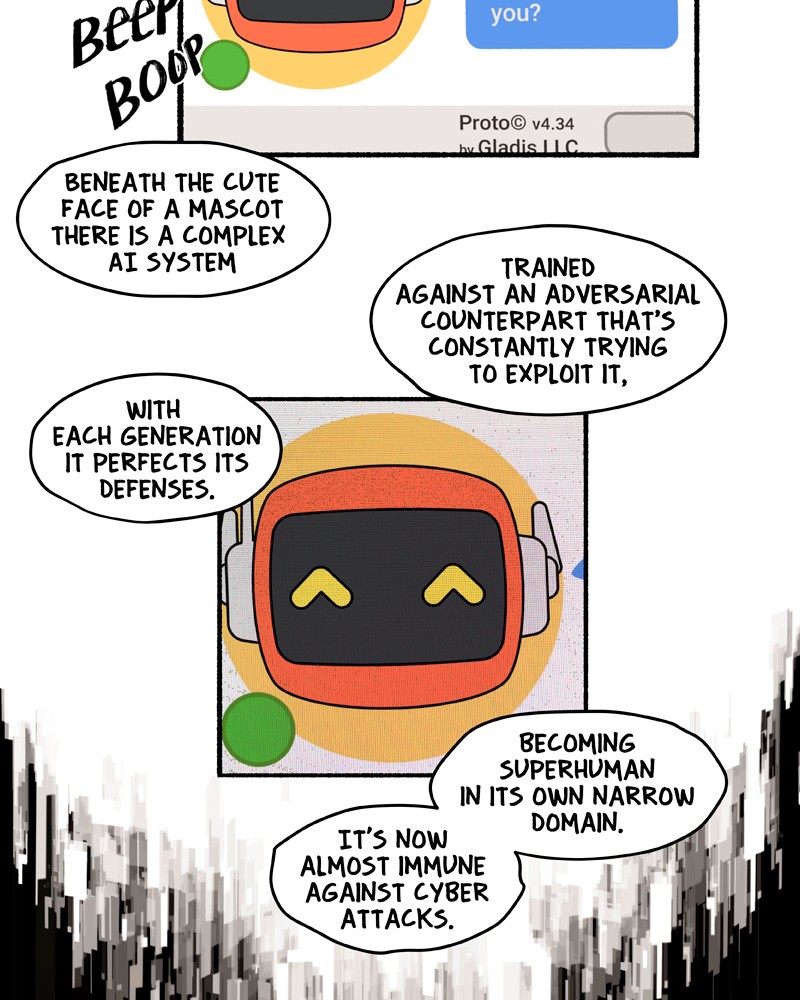 you?
BEEP
BOOP
Proto© v4.34
by Gladis LLC
BENEATH THE CUTE
FACE OF A MASCOT
THERE IS A COMPLEX
AI SYSTEM
TRAINED
AGAINST AN ADVERSARIAL
COUNTERPART THAT'S
CONSTANTLY TRYING
TO EXPLOIT IT,
WITH
EACH GENERATION
IT PERFECTS ITS
DEFENSES.
BECOMING
SUPERHUMAN
IN ITS OWN NARROW
DOMAIN.
IT'S NOW
ALMOST IMMUNE
AGAINST CYBER
ATTACKS.